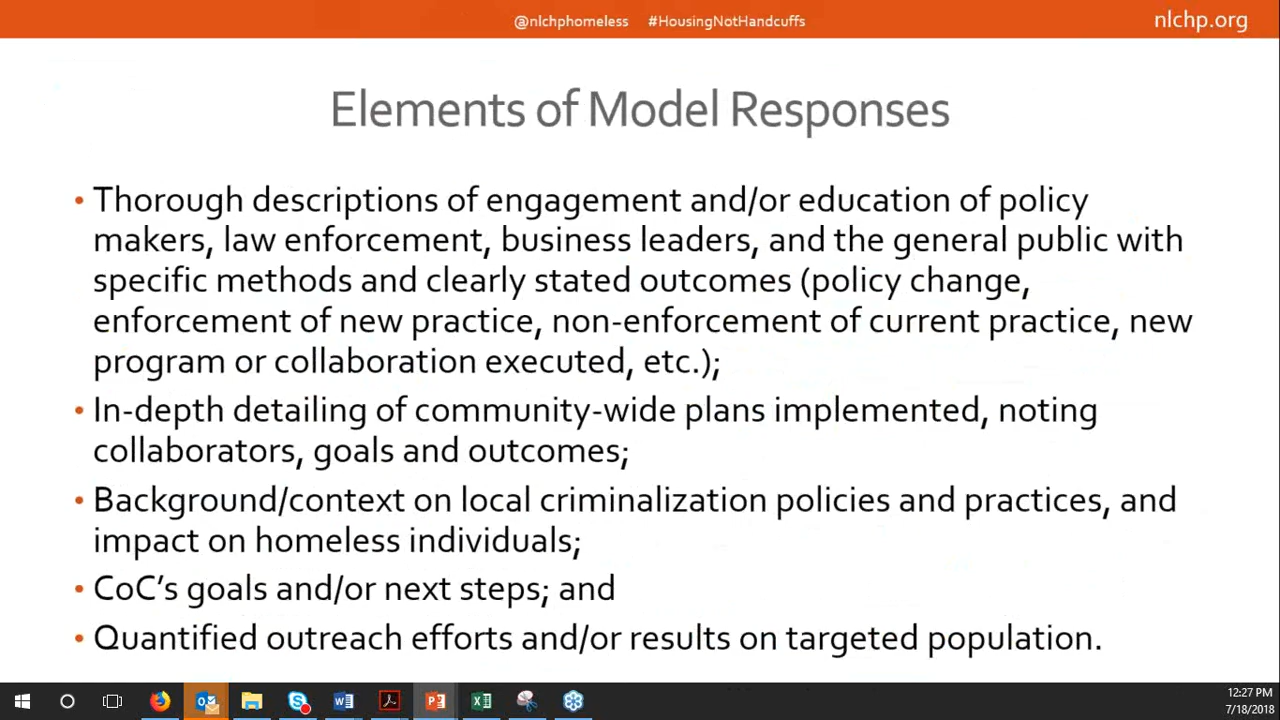 @nlchphomeless #HousingNotHandcuffs nlchp.org
Elements of Model Responses
• Thorough descriptions of engagement and/or education of policy
makers, law enforcement, business leaders, and the general public with
specific methods and clearly stated outcomes (policy change,
enforcement of new practice, non-enforcement of current practice, new
program or collaboration executed, etc.);
• In-depth detailing of community-wide plans implemented, noting
collaborators, goals and outcomes;
• Background/context on local criminalization policies and practices, and
impact on homeless individuals;
• CoC's goals and/or next steps; and
• Quantified outreach efforts and/or results on targeted population.
12:27 PM
7/18/2018